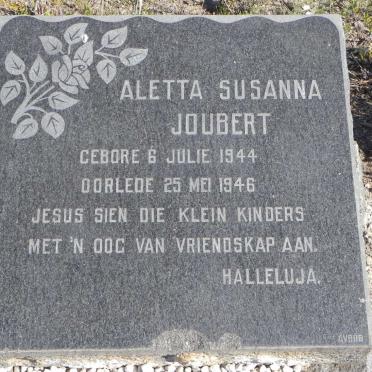 ALETTA SUSANNA
JOUBERT
GEBORE 6 JULIE 1944
OORLEDE 25 MEI 1946
JESUS SIEN DIE KLEIN KINDERS
MET 'N OOG VAN VRIENDSKAP AAN.
HALLELUJA.
AVBOB